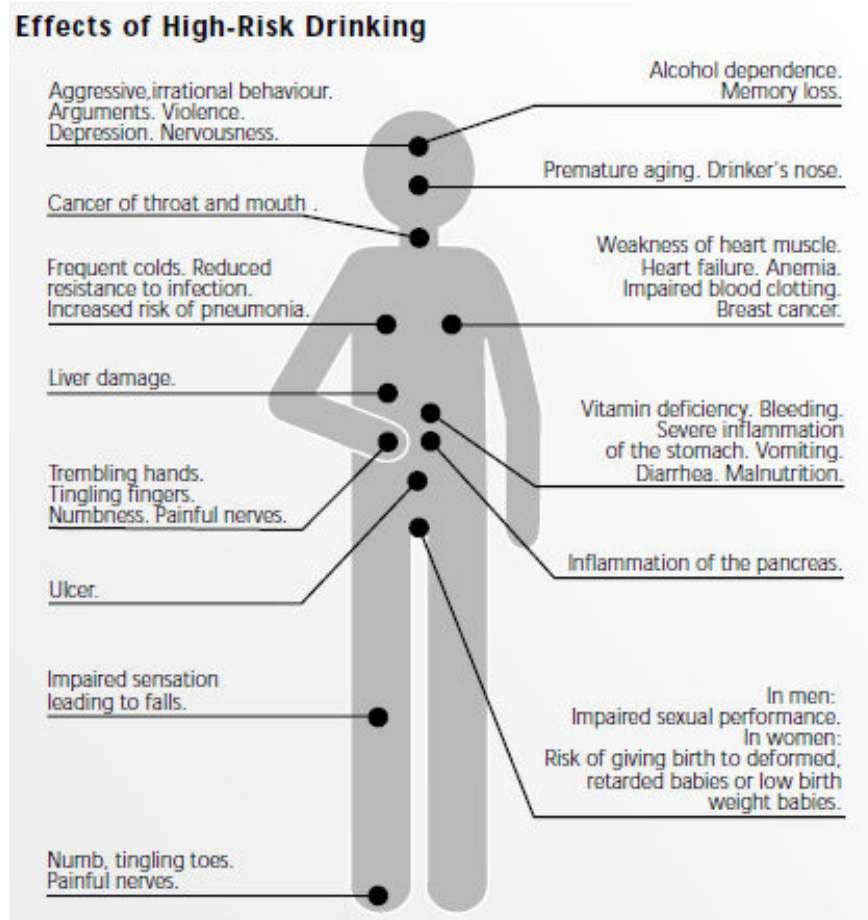 Effects of High-Risk Drinking
Aggressive,irrational behaviour.
Arguments. Violence.
Depression. Nervousness.
Cancer of throat and mouth .
Frequent colds. Reduced
resistance to infection.
Increased risk of pneumonia.
Liver damage.
Trembling hands.
Tingling fingers.
Numbness. Painful nerves.
Ulcer.
Impaired sensation
leading to falls.
Numb, tingling toes.
Painful nerves.
Alcohol dependence.
Memory loss.
Premature aging. Drinker's nose.
Weakness of heart muscle.
Heart failure. Anemia.
Impaired blood clotting.
Breast cancer.
Vitamin deficiency. Bleeding.
Severe inflammation
of the stomach. Vomiting.
Diarrhea. Malnutrition.
Inflammation of the pancreas.
In men:
Impaired sexual performance.
In women:
Risk of giving birth to deformed,
retarded babies or low birth
weight babies.